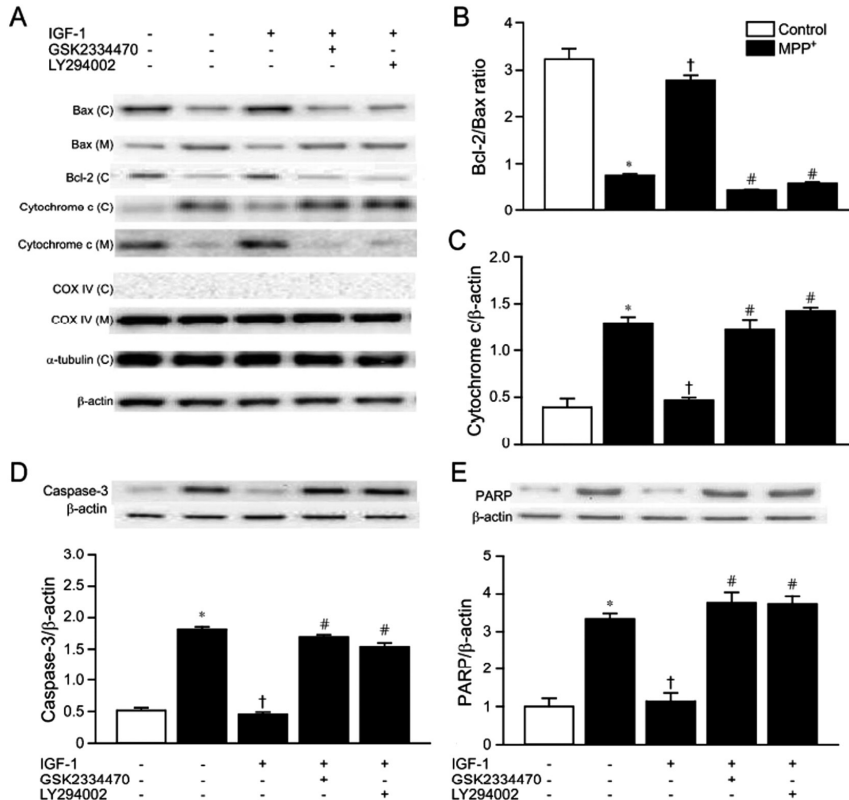 A
IGF-1 - - + + +
GSK2334470 - - - + -
LY294002 - - - - +
Bax (C)
Bax (M)
Bcl-2 (C
Cytochrome c (C)
Cytochrome c (M)
COX IV (C)
COX IV (M)
α-tubulin (C)
β-actin
B
Control
MPP+
Bcl-2/Bax ratio
4
3
2
1
0
* † # #
C
Cytochrome c/β-actin
2.0
1.5
1.0
0.5
0
* † # #
D
Caspase-3
β-actin
Caspase-3/β-actin
3.0
2.5
2.0
1.5
1.0
0.5
0
* † # #
IGF-1 - - + + +
GSK2334470 - - - + -
LY294002 - - - - +
E
PARP
β-actin
PARP/β-actin
5
4
3
2
1
0
* † # #
IGF-1 - - + + +
GSK2334470 - - - + -
LY294002 - - - - +